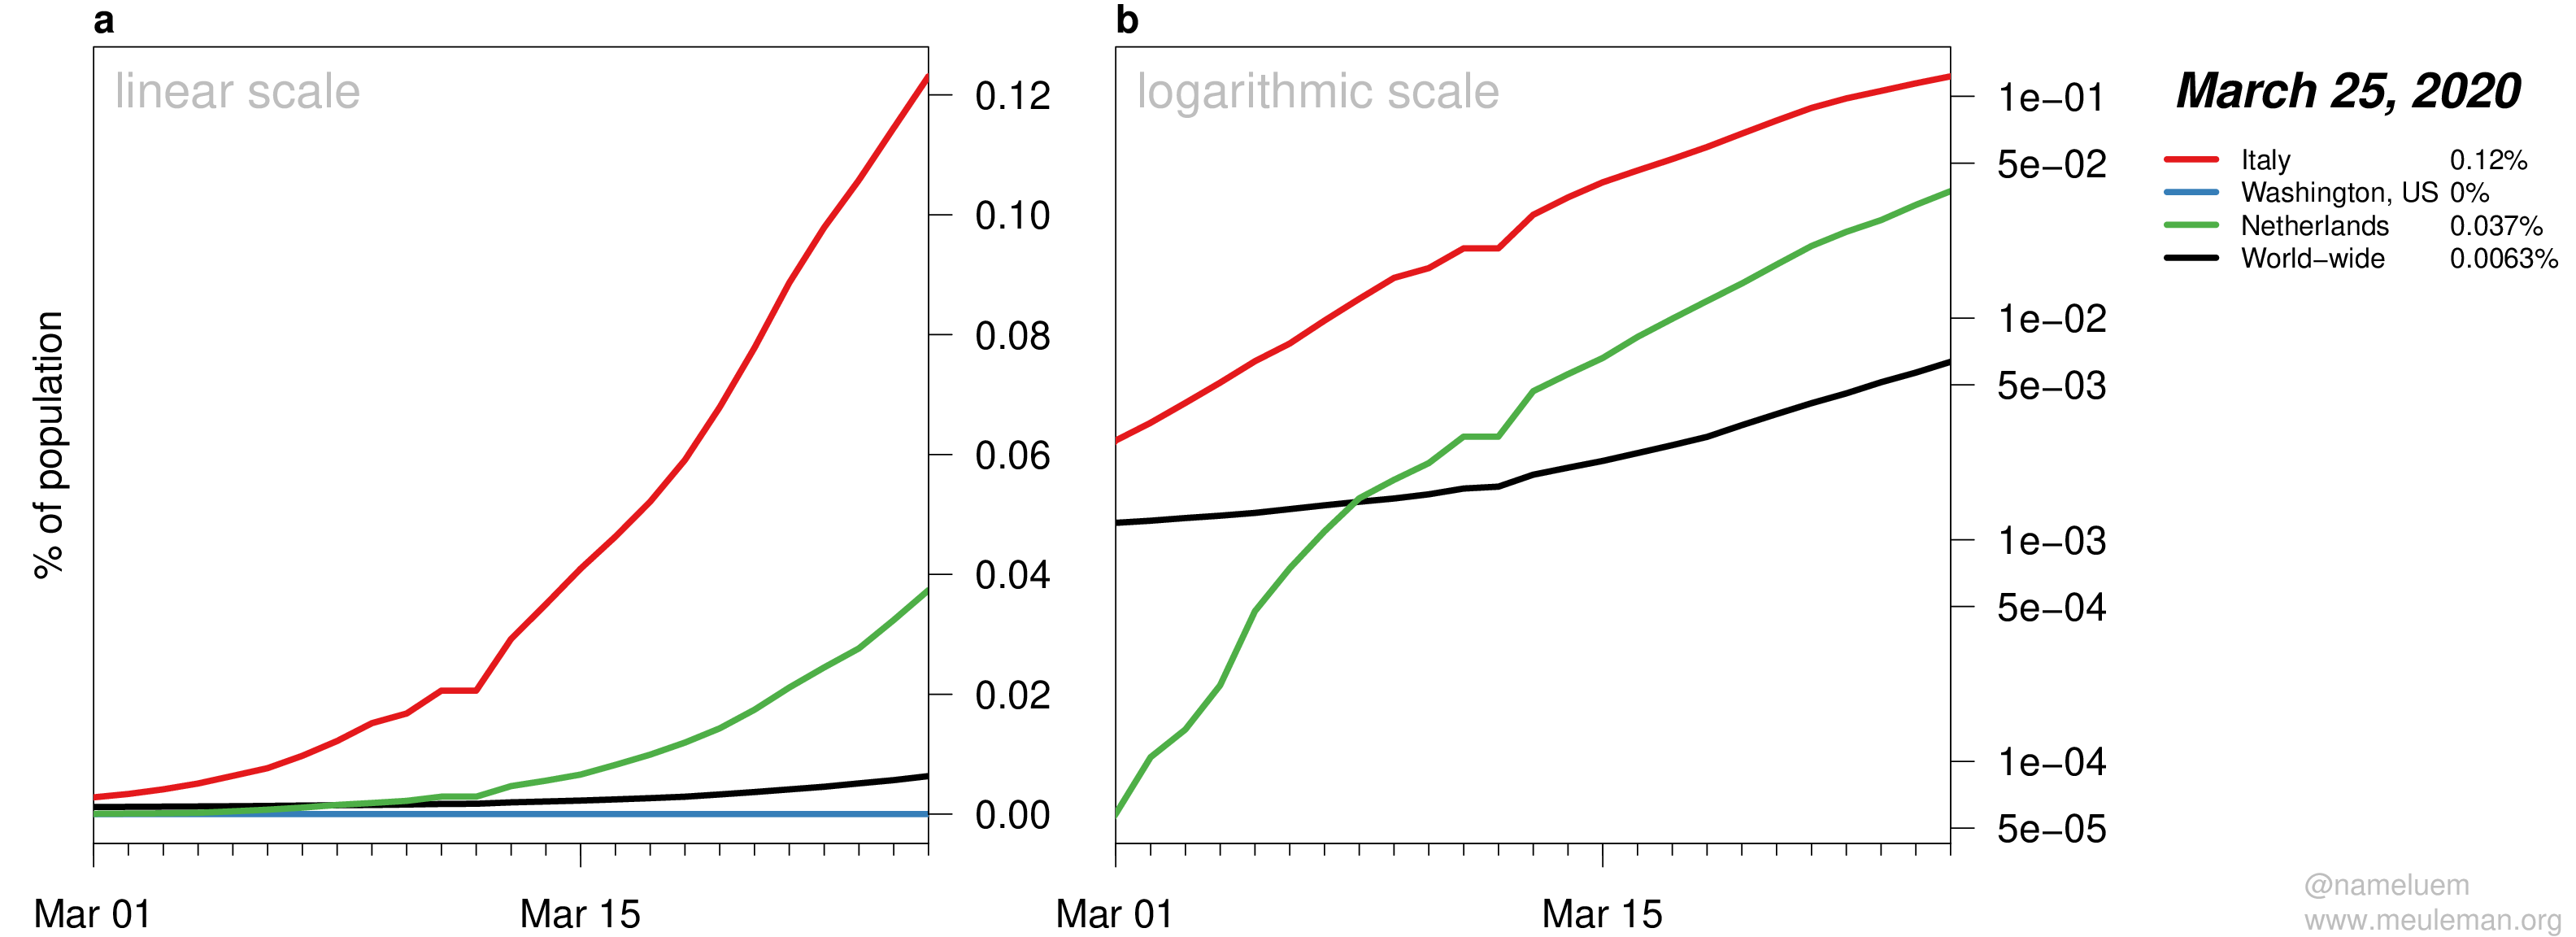 a
linear scale
% of population
0.12
0.10
0.08
0.06
0.04
0.02
0.00
Mar 01
Mar 15
b
logarithmic scale
1e−01
5e−02
1e−02
5e−03
1e−03
5e−04
1e−04
5e−05
Mar 01
Mar 15
March 25, 2020
Italy 0.12%
Washington, US 0%
Netherlands 0.037%
World−wide 0.0063%
@nameluem
www.meuleman.org